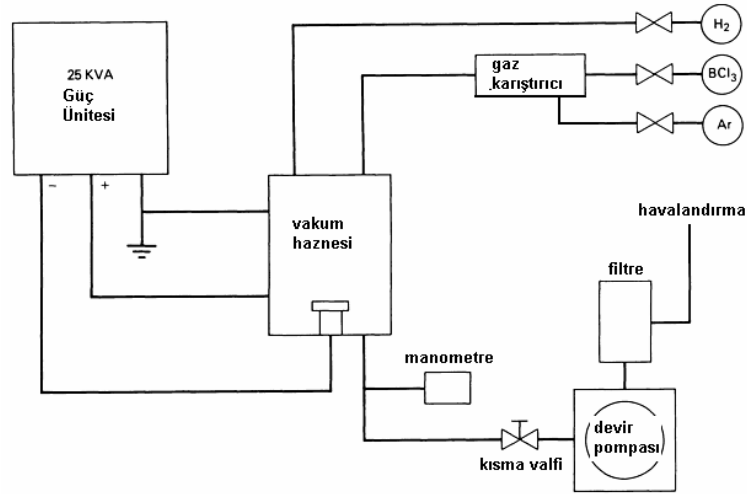 25 KVA
Güç
Ünitesi
−
+
H₂
gaz
karıştırıcı
BCl₃
Ar
vakum
haznesi
havalandırma
filtre
manometre
devir
pompası
kısma valfi